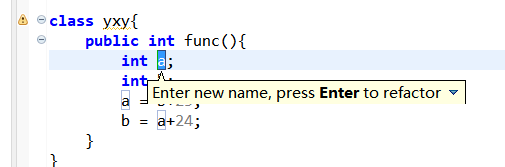 class yxy{
public int func(){
int a;
int
Enter new name, press Enter to refactor
a =
b = a+24;
}
}